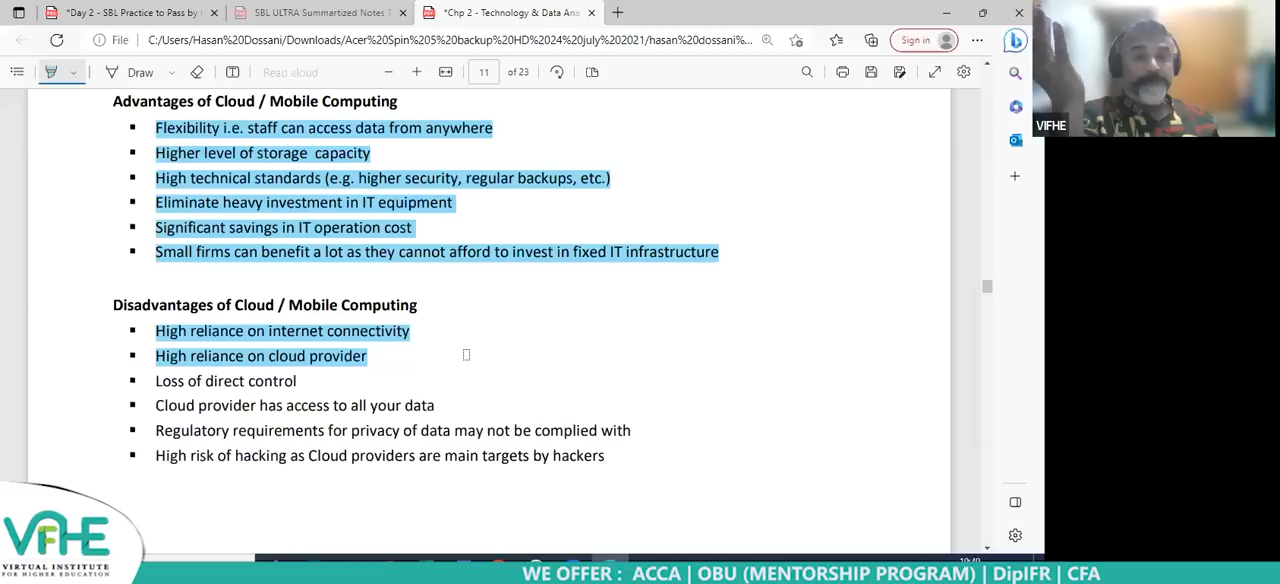 *Day 2 - SBL Practice to Pass by
SBL ULTRA Summartized Notes
*Chp 2 - Technology & Data Ana
File
C:/Users/Hasan%20Dossani/Downloads/Acer%20Spin%205%20backup%20HD%2024%20july%202021/hasan%20dossani/...
Sign in
Draw
Read aloud
11 of 23
VIFHE
Advantages of Cloud / Mobile Computing
Flexibility i.e. staff can access data from anywhere
Higher level of storage capacity
High technical standards (e.g. higher security, regular backups, etc.)
Eliminate heavy investment in IT equipment
Significant savings in IT operation cost
Small firms can benefit a lot as they cannot afford to invest in fixed IT infrastructure
Disadvantages of Cloud / Mobile Computing
High reliance on internet connectivity
High reliance on cloud provider
Loss of direct control
Cloud provider has access to all your data
Regulatory requirements for privacy of data may not be complied with
High risk of hacking as Cloud providers are main targets by hackers
VIFHE
VIRTUAL INSTITUTE
FOR HIGHER EDUCATION
WE OFFER : ACCA | OBU (MENTORSHIP PROGRAM) | DipIFR | CFA